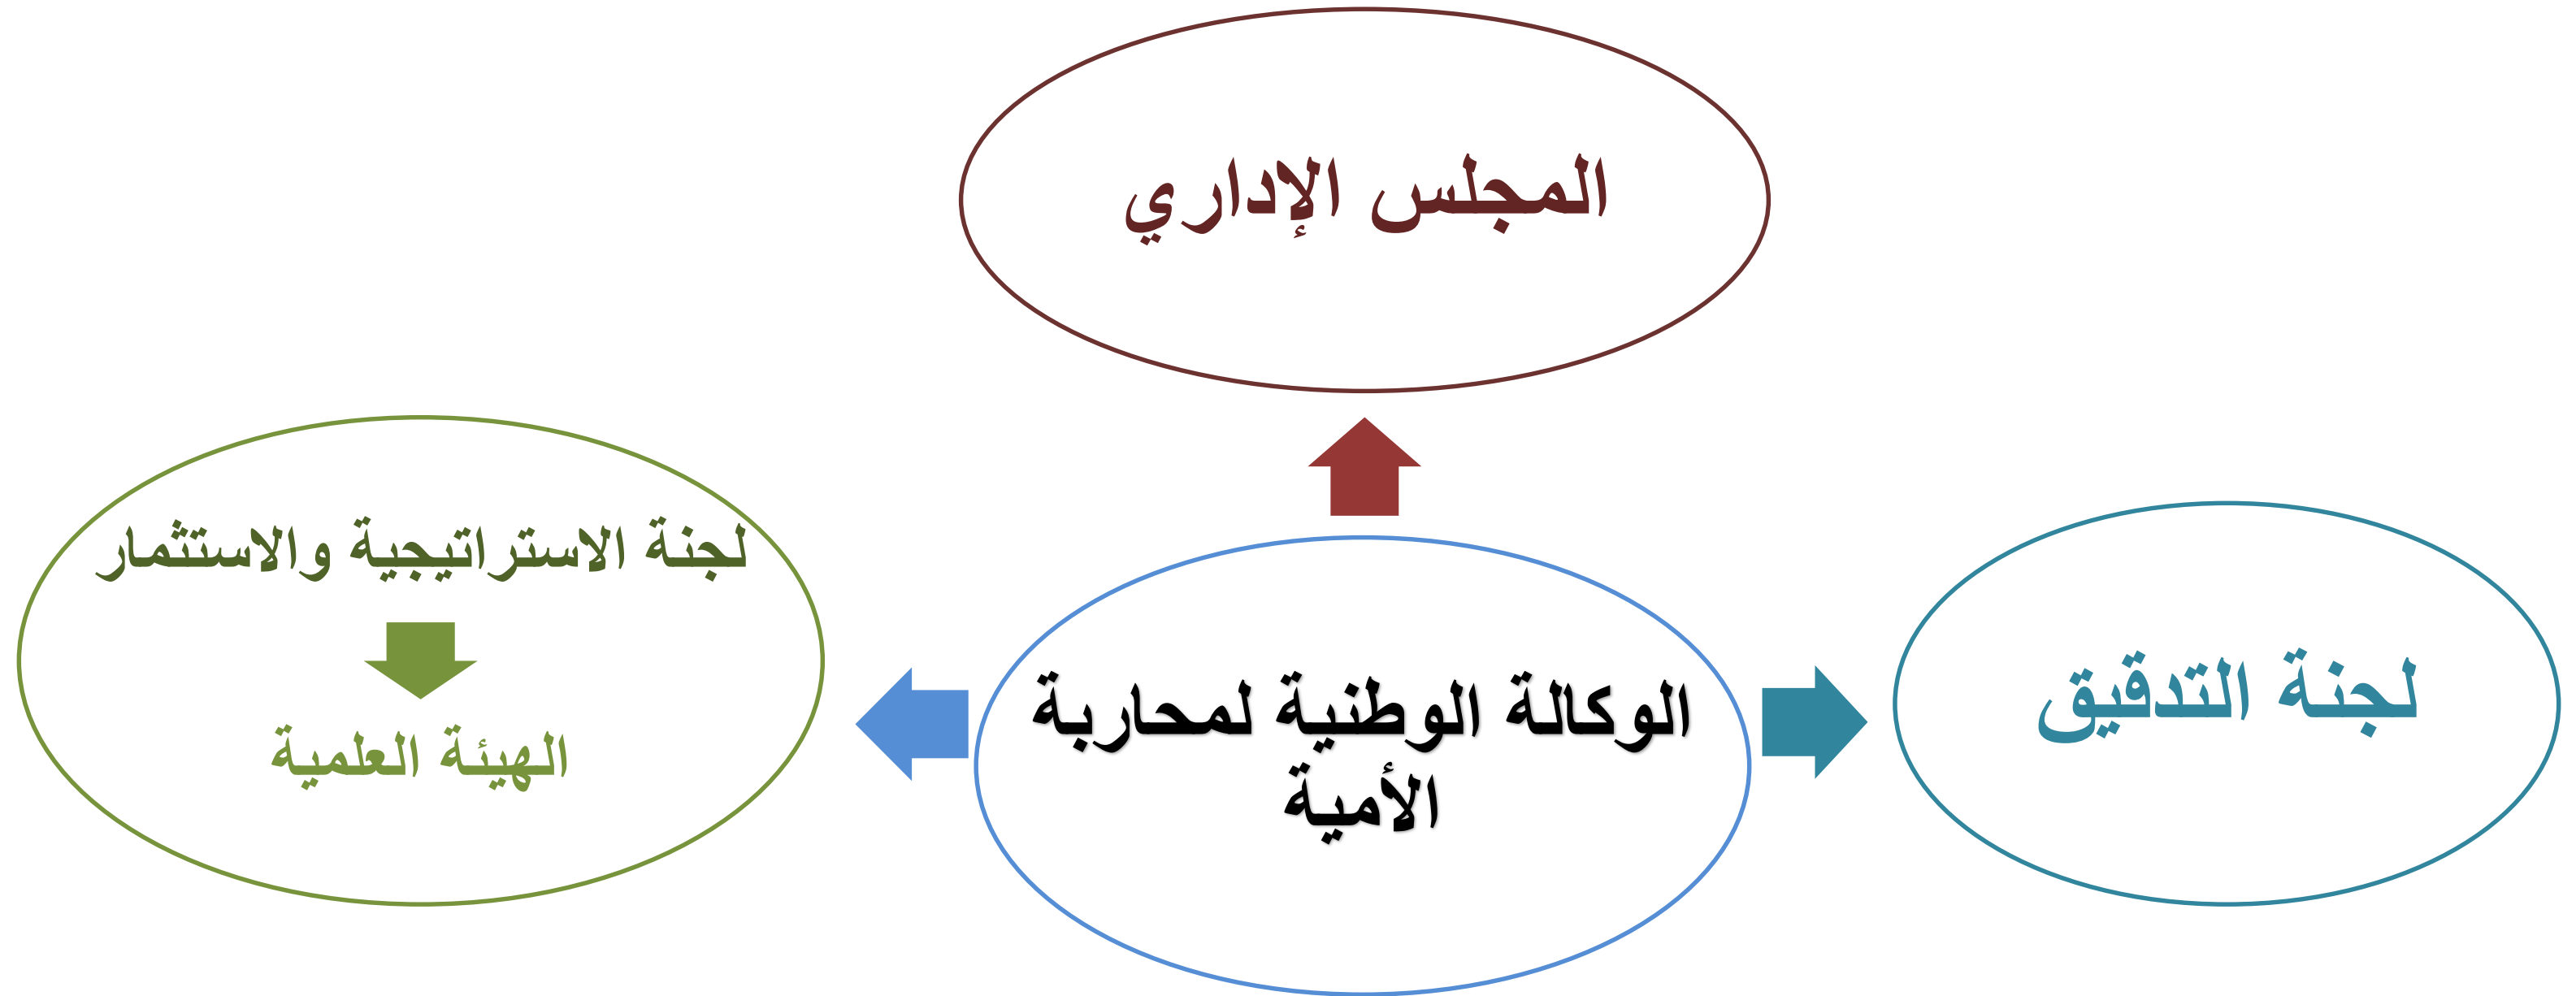 المجلس الإداري
لجنة الاستراتيجية والاستثمار
الهيئة العلمية
الوكالة الوطنية لمحاربة
الأمية
لجنة التدقيق